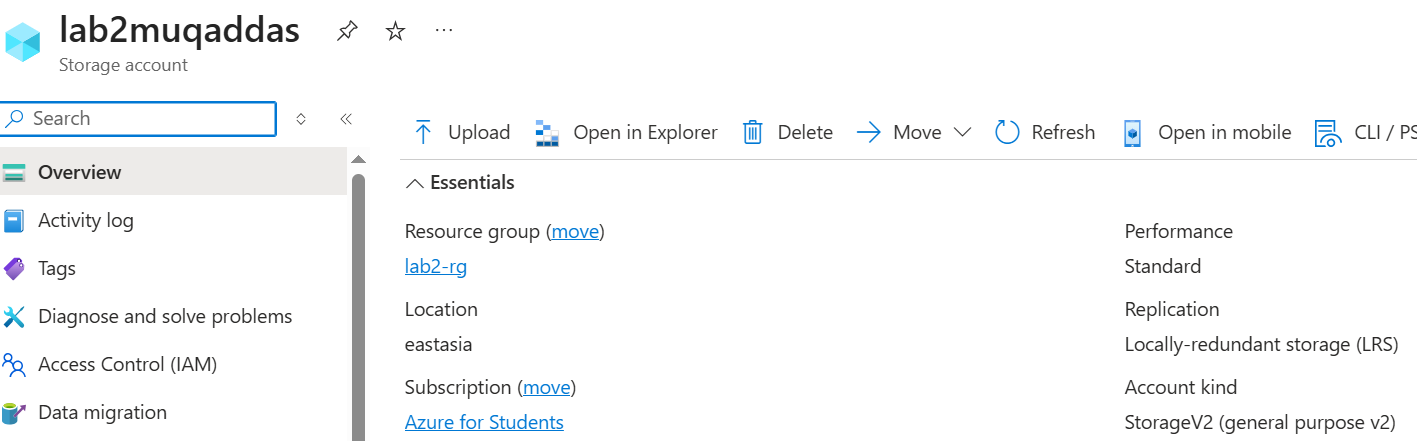 lab2muqaddas
Storage account
Search
Upload Open in Explorer Delete Move Refresh Open in mobile CLI / PS
Overview
Activity log
Tags
Diagnose and solve problems
Access Control (IAM)
Data migration
Essentials
Resource group (move)
lab2-rg
Location
eastasia
Subscription (move)
Azure for Students
Performance
Standard
Replication
Locally-redundant storage (LRS)
Account kind
StorageV2 (general purpose v2)